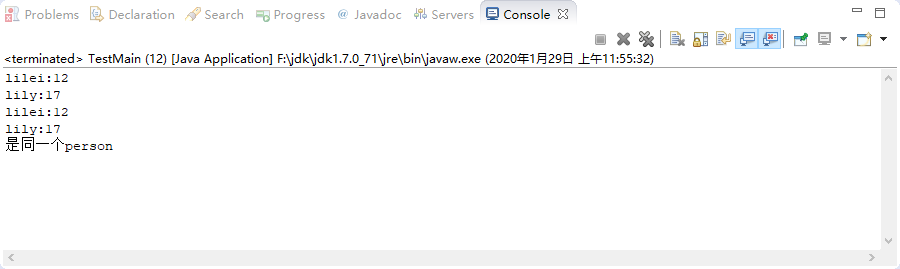 Problems Declaration Search Progress Javadoc Servers Console
<terminated> TestMain (12) [Java Application] F:\jdk\jdk1.7.0_71\jre\bin\javaw.exe (2020年1月29日 上午11:55:32)
lilei:12
lily:17
lilei:12
lily:17
是同一个person